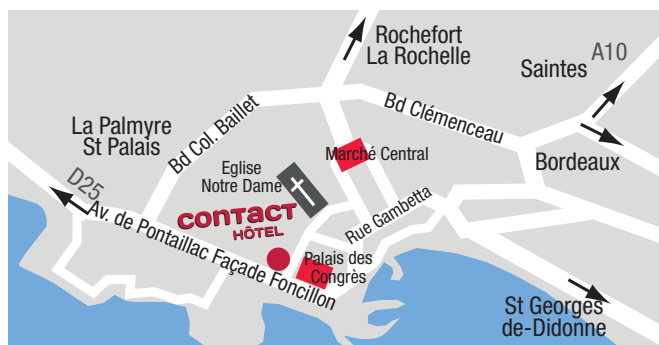 Rochefort
La Rochelle
A10
Saintes
Bd Clémenceau
Bordeaux
La Palmyre
St Palais
Bd Col. Baillet
Marché Central
Eglise
Notre Dame
D25
contact
HÔTEL
Rue Gambetta
Av. de Pontaillac Façade Foncillon
Palais des
Congrès
St Georges
de-Didonne